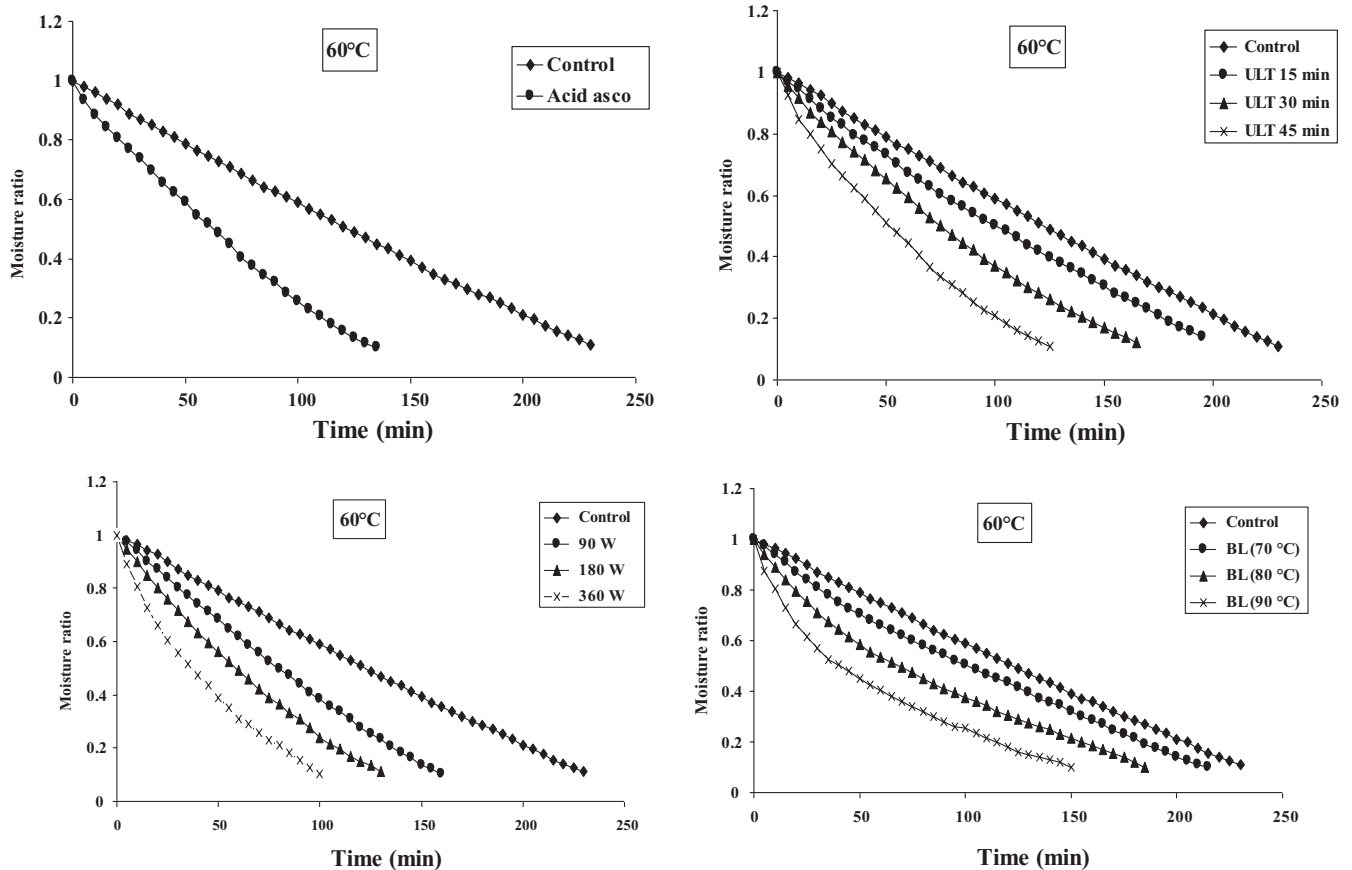 1.2
1
0.8
0.6
0.4
0.2
0
Moisture ratio
60°C
Control
Acid asco
0 50 100 150 200 250
Time (min)
1.2
1
0.8
0.6
0.4
0.2
0
Moisture ratio
60°C
Control
ULT 15 min
ULT 30 min
ULT 45 min
0 50 100 150 200 250
Time (min)
1.2
1
0.8
0.6
0.4
0.2
0
Moisture ratio
60°C
Control
90 W
180 W
360 W
0 50 100 150 200 250
Time (min)
1.2
1
0.8
0.6
0.4
0.2
0
Moisture ratio
60°C
Control
BL (70 °C)
BL (80 °C)
BL (90 °C)
0 50 100 150 200 250
Time (min)